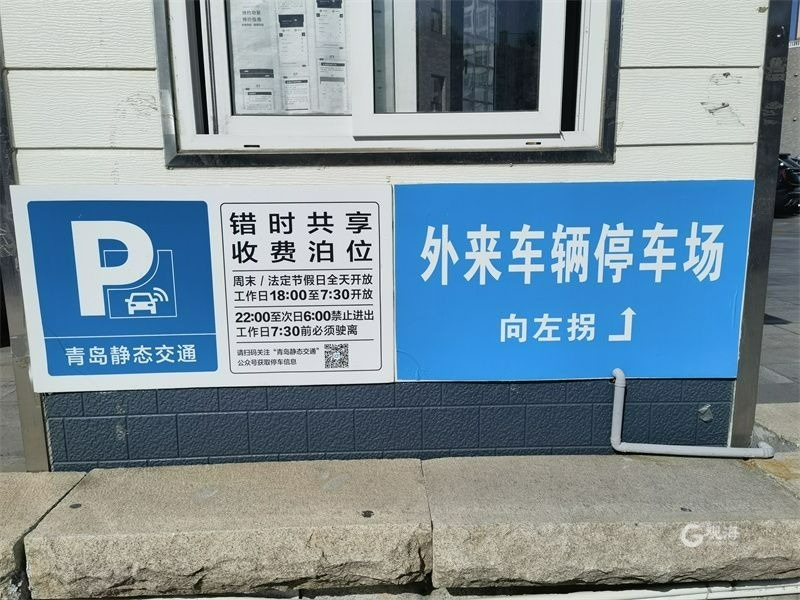 青岛静态交通
错时共享
收费泊位
周末/法定节假日全天开放
工作日18:00至7:30开放
22:00至次日6:00禁止进出
工作日7:30前必须驶离
请扫码关注“青岛静态交通”
公众号获取停车信息
外来车辆停车场
向左拐
观海